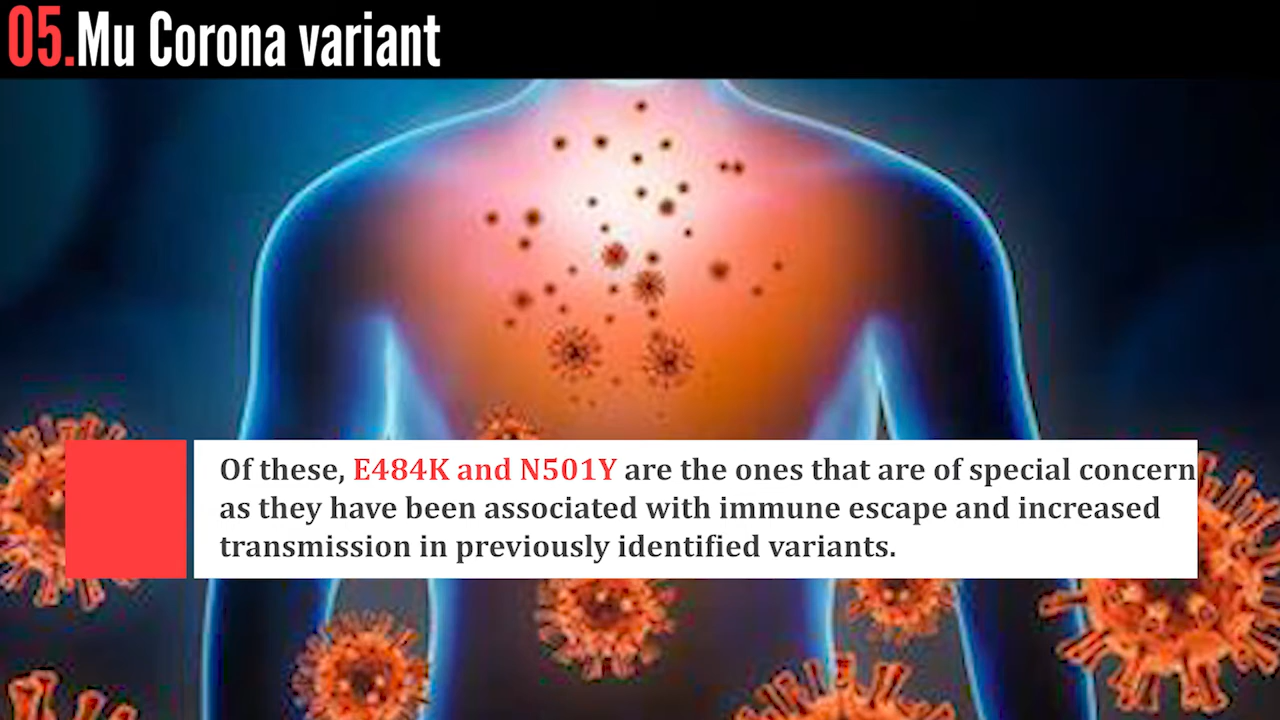 05.Mu Corona variant
Of these, E484K and N501Y are the ones that are of special concern
as they have been associated with immune escape and increased
transmission in previously identified variants.